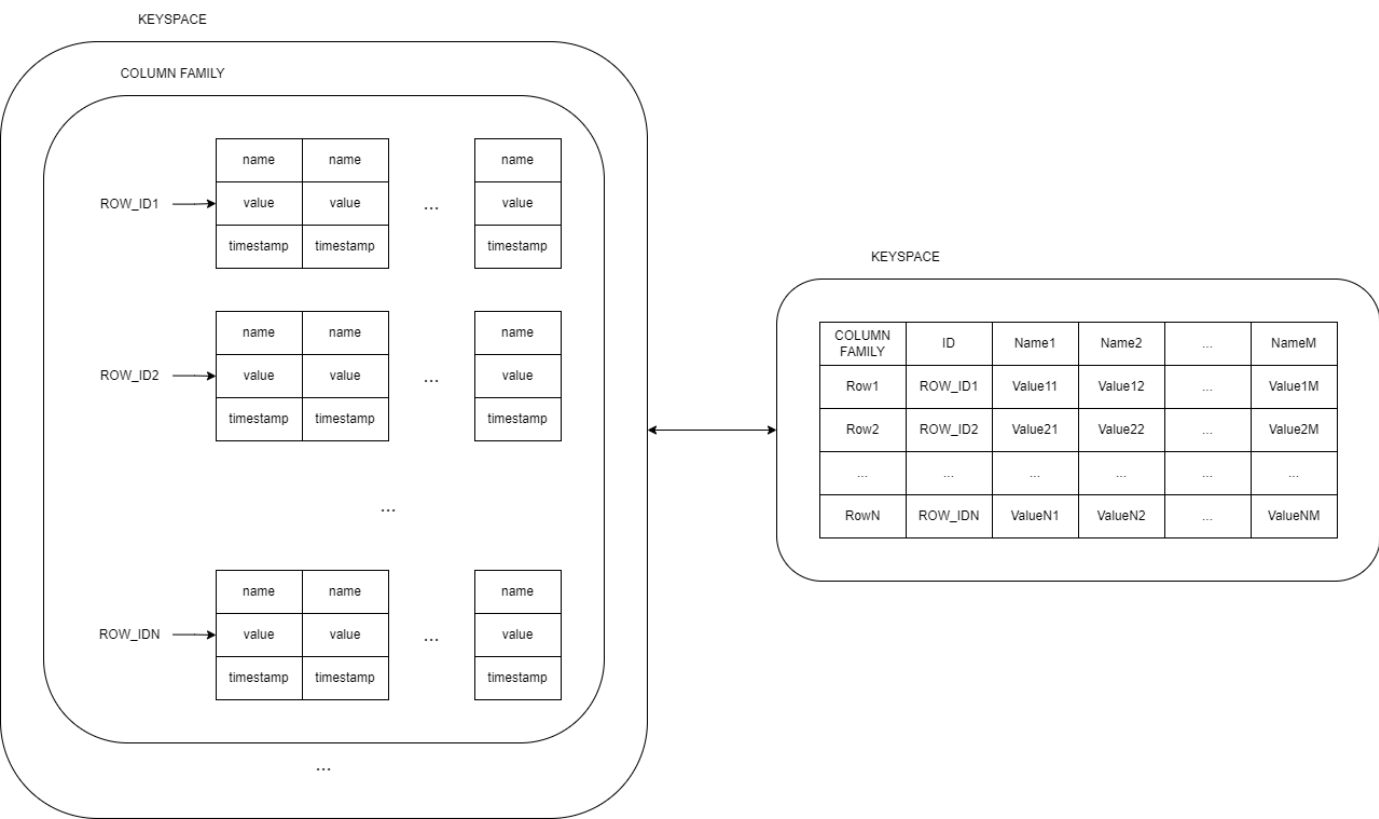 KEYSPACE
COLUMN FAMILY
name name name
ROW_ID1 value value ... value
timestamp timestamp timestamp
name name name
ROW_ID2 value value ... value
timestamp timestamp timestamp
...
name name name
ROW_IDN value value ... value
timestamp timestamp timestamp
...
KEYSPACE
COLUMN
FAMILY ID Name1 Name2 ... NameM
Row1 ROW_ID1 Value11 Value12 ... Value1M
Row2 ROW_ID2 Value21 Value22 ... Value2M
... ... ... ... ... ...
RowN ROW_IDN ValueN1 ValueN2 ... ValueNM